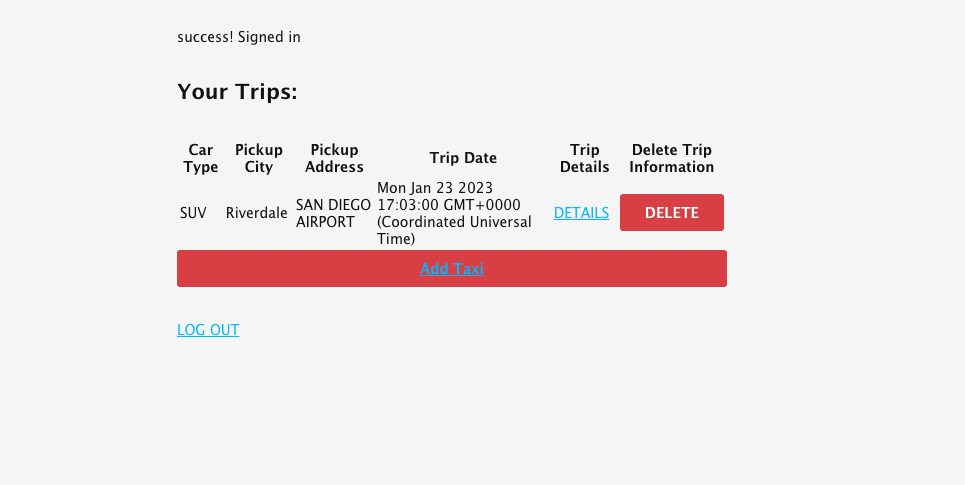 success! Signed in
Your Trips:
Car Type Pickup City Pickup Address Trip Date Trip Details Delete Trip Information
SUV Riverdale SAN DIEGO AIRPORT Mon Jan 23 2023 17:03:00 GMT+0000 (Coordinated Universal Time) DETAILS DELETE
Add Taxi
LOG OUT